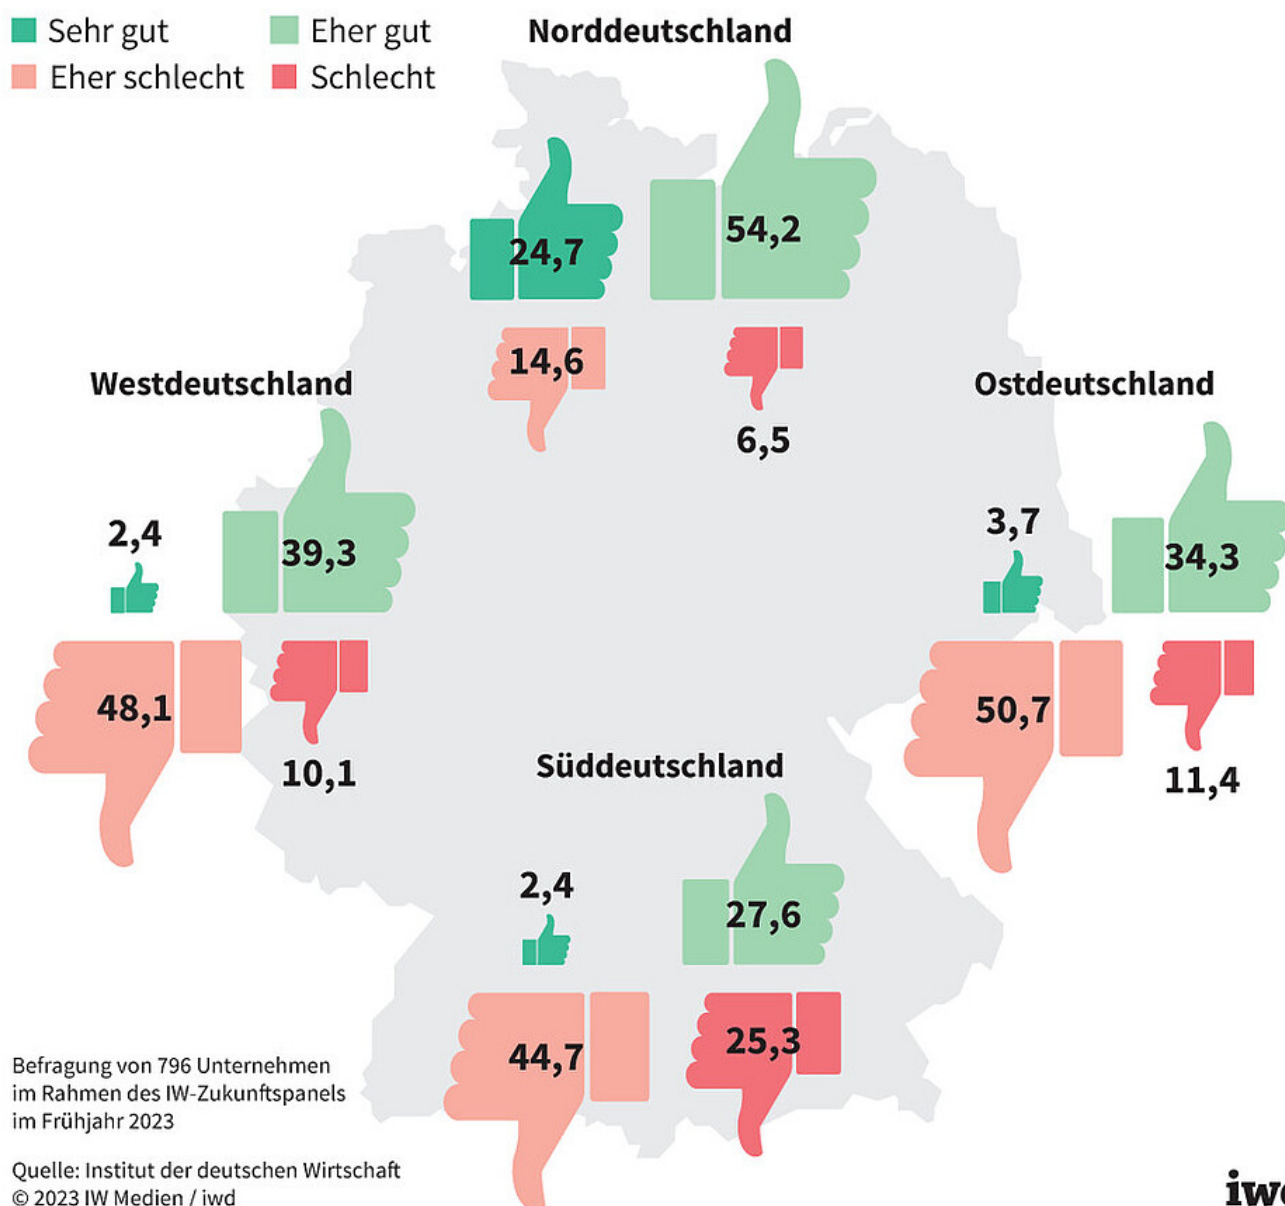 Sehr gut
Eher gut
Eher schlecht
Schlecht
Norddeutschland
24,7
54,2
14,6
6,5
Westdeutschland
2,4
39,3
48,1
10,1
Ostdeutschland
3,7
34,3
50,7
11,4
Süddeutschland
2,4
27,6
44,7
25,3
Befragung von 796 Unternehmen
im Rahmen des IW-Zukunftspanels
im Frühjahr 2023
Quelle: Institut der deutschen Wirtschaft
© 2023 IW Medien / iwd
iwd